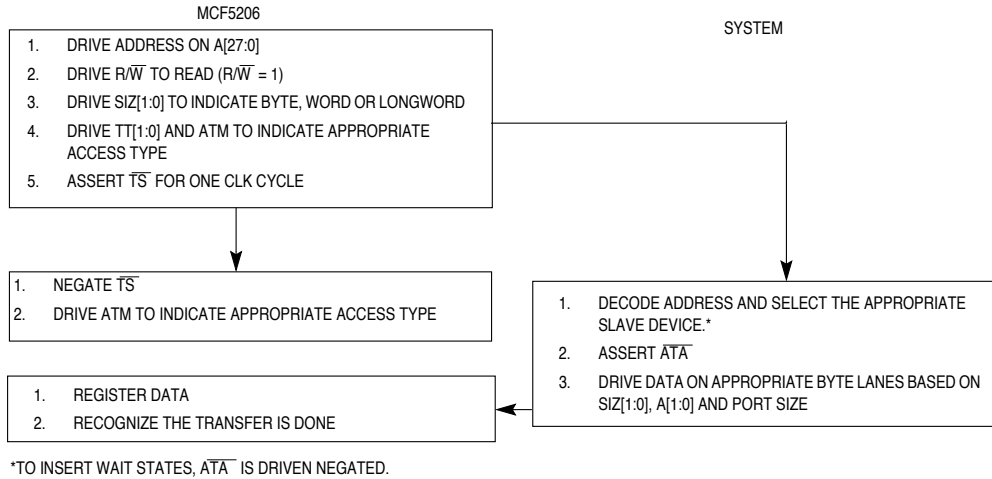 MCF5206
SYSTEM
1. DRIVE ADDRESS ON A[27:0]
2. DRIVE R/W̅ TO READ (R/W̅ = 1)
3. DRIVE SIZ[1:0] TO INDICATE BYTE, WORD OR LONGWORD
4. DRIVE TT[1:0] AND ATM TO INDICATE APPROPRIATE
ACCESS TYPE
5. ASSERT T̅S̅ FOR ONE CLK CYCLE
1. NEGATE T̅S̅
2. DRIVE ATM TO INDICATE APPROPRIATE ACCESS TYPE
1. DECODE ADDRESS AND SELECT THE APPROPRIATE
SLAVE DEVICE.*
2. ASSERT A̅T̅A̅
3. DRIVE DATA ON APPROPRIATE BYTE LANES BASED ON
SIZ[1:0], A[1:0] AND PORT SIZE
1. REGISTER DATA
2. RECOGNIZE THE TRANSFER IS DONE
*TO INSERT WAIT STATES, A̅T̅A̅ IS DRIVEN NEGATED.